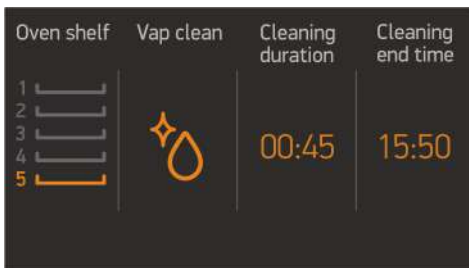 Oven shelf
Vap clean
Cleaning
duration
Cleaning
end time
1
2
3
4
5
00:45
15:50